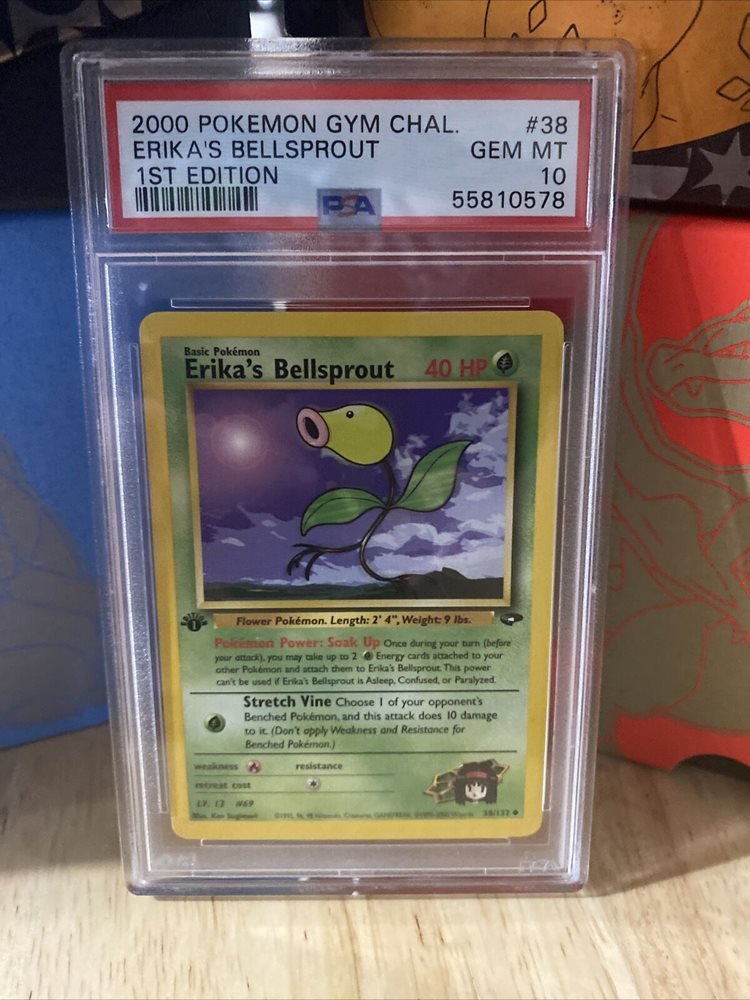 2000 POKEMON GYM CHAL. #38
ERIKA'S BELLSPROUT GEM MT
1ST EDITION 10
PSA 55810578
Basic Pokémon
Erika's Bellsprout 40 HP
EDITION 1
Flower Pokémon. Length: 2' 4", Weight: 9 lbs.
Pokémon Power: Soak Up Once during your turn (before
your attack), you may take up to 2 Energy cards attached to your
other Pokémon and attach them to Erika's Bellsprout. This power
can't be used if Erika's Bellsprout is Asleep, Confused, or Paralyzed.
Stretch Vine Choose 1 of your opponent's
Benched Pokémon, and this attack does 10 damage
to it. (Don't apply Weakness and Resistance for
Benched Pokémon.)
weakness resistance
retreat cost
LV. 13 #69
Illus. Ken Sugimori 38/132